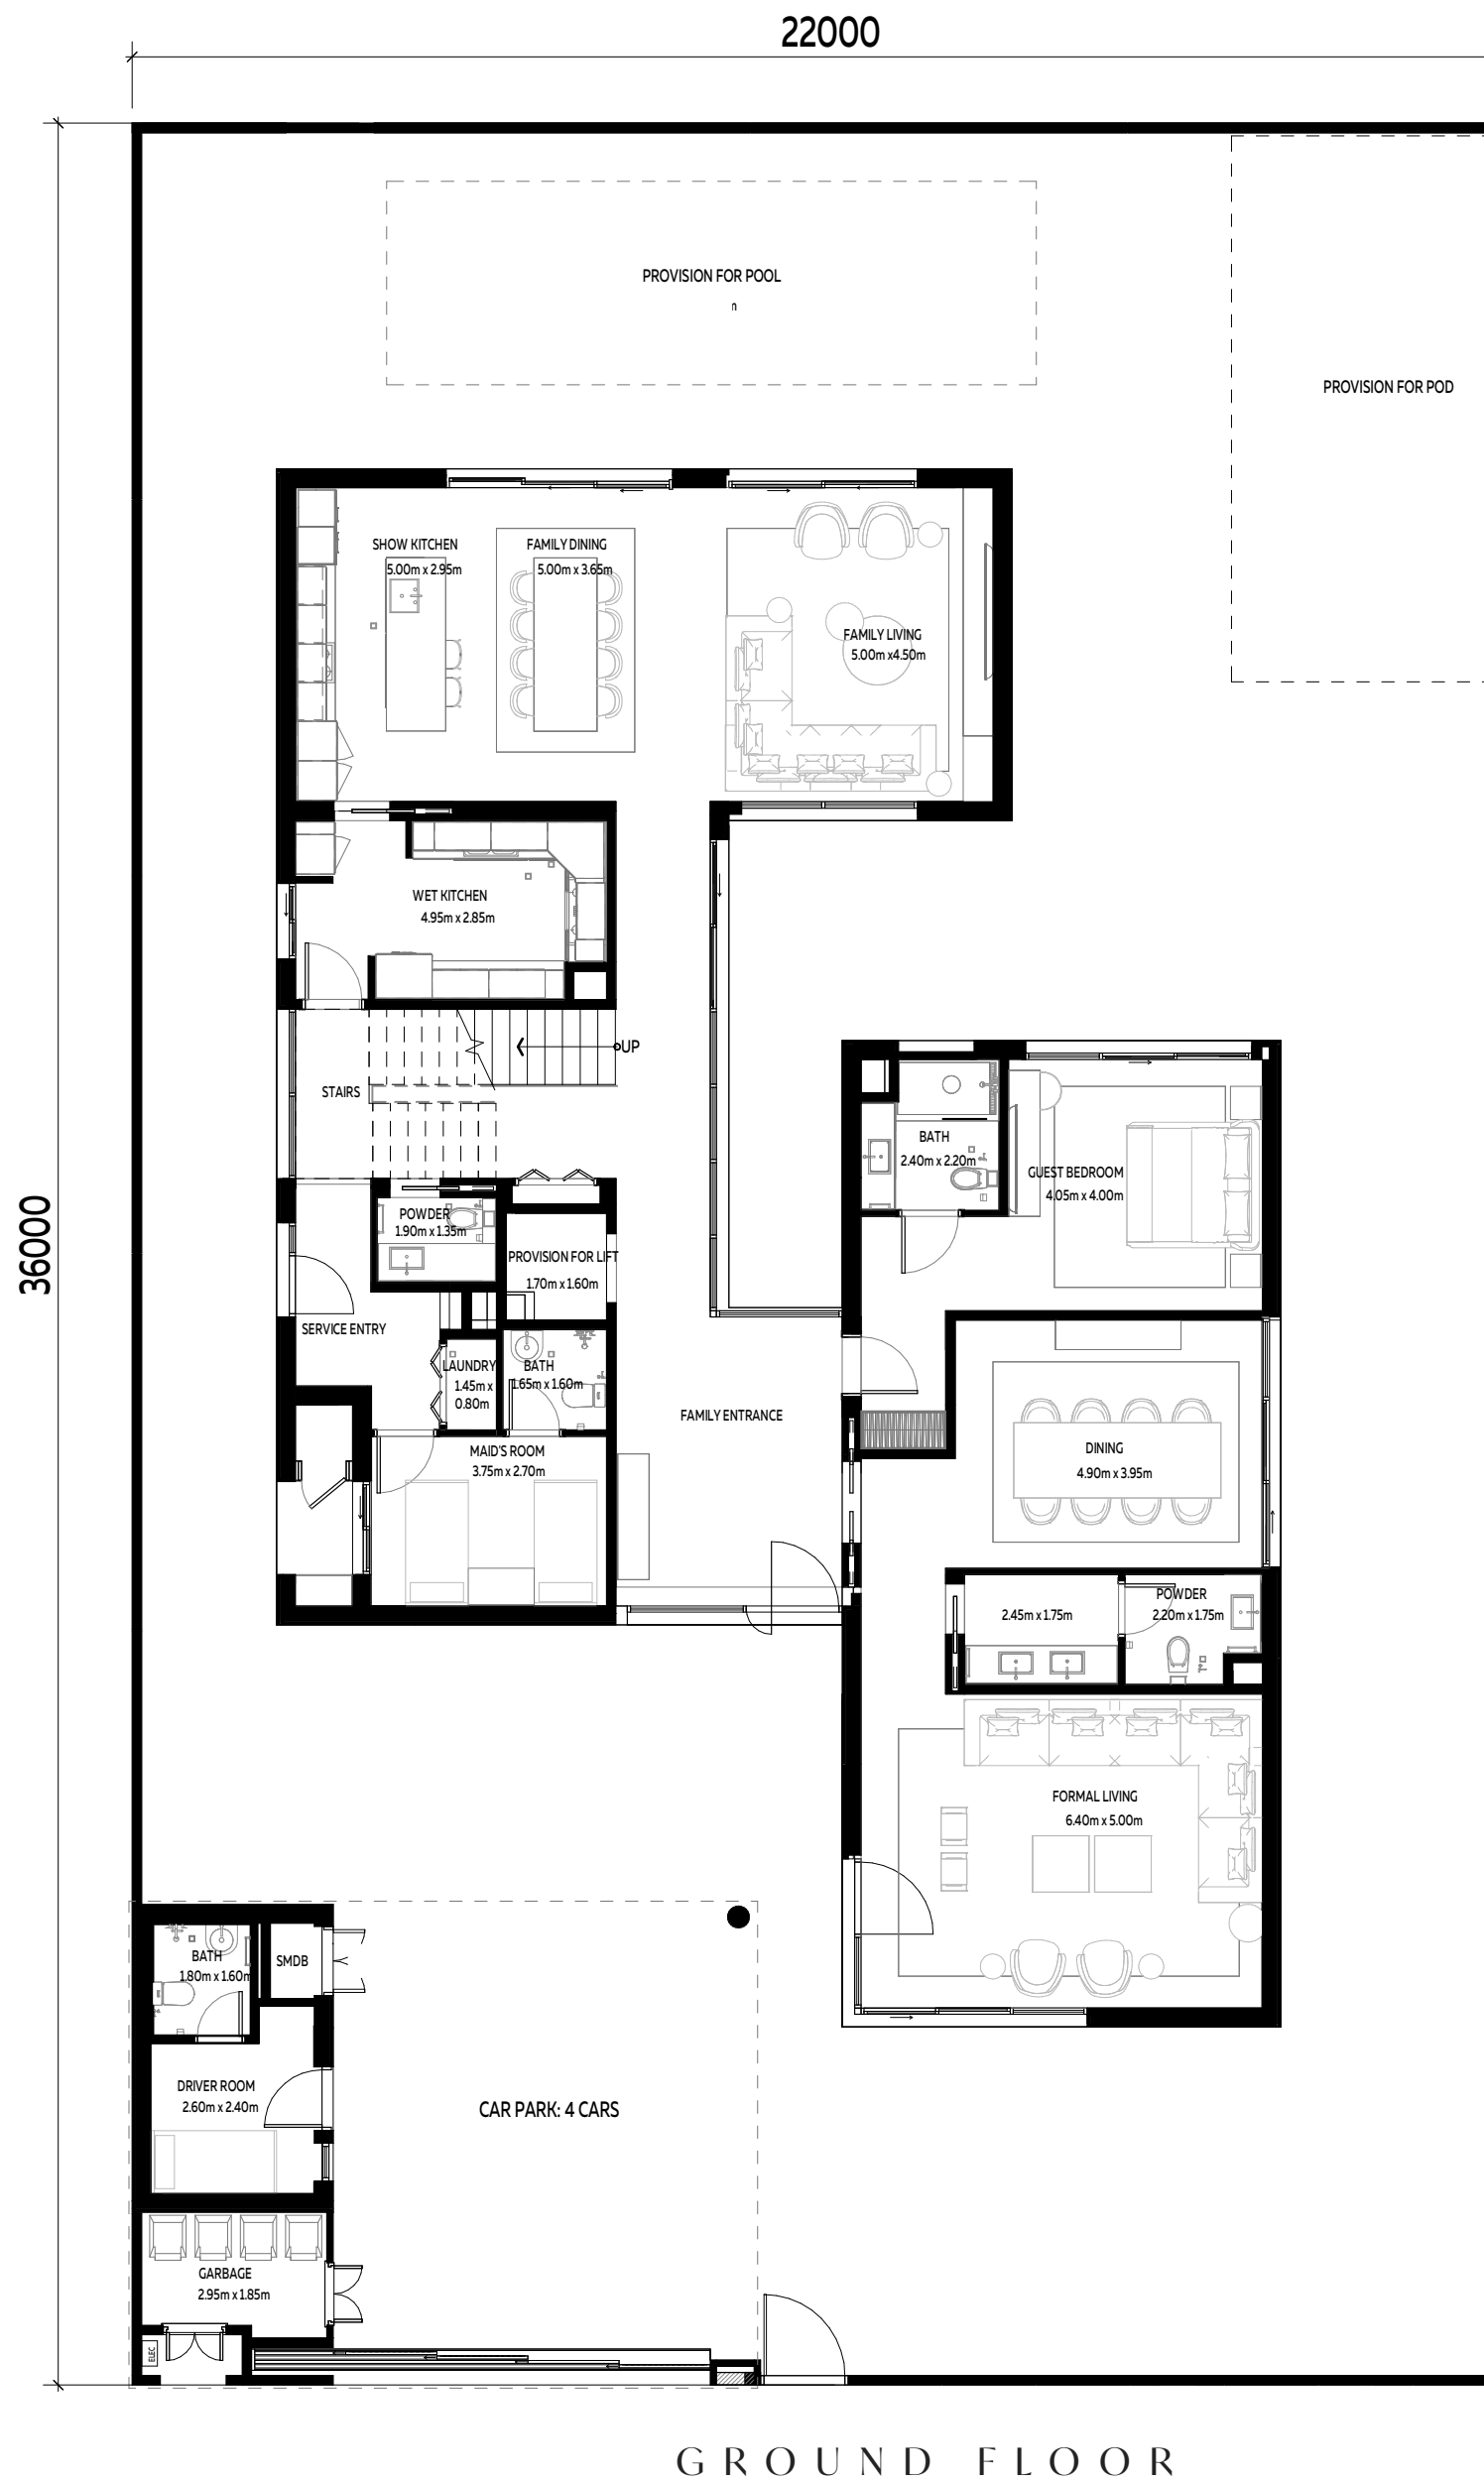 22000
36000
PROVISION FOR POOL
PROVISION FOR POD
SHOW KITCHEN
5.00m x 2.95m
FAMILY DINING
5.00m x 3.65m
FAMILY LIVING
5.00m x4.50m
WET KITCHEN
4.95m x 2.85m
UP
STAIRS
BATH
2.40m x 2.20m
GUEST BEDROOM
4.05m x 4.00m
POWDER
1.90m x 1.35m
PROVISION FOR LIFT
1.70m x 1.60m
SERVICE ENTRY
LAUNDRY
1.45m x
0.80m
BATH
1.65m x 1.60m
FAMILY ENTRANCE
MAID'S ROOM
3.75m x 2.70m
DINING
4.90m x 3.95m
2.45m x 1.75m
POWDER
2.20m x 1.75m
FORMAL LIVING
6.40m x 5.00m
BATH
1.80m x 1.60m
SMDB
DRIVER ROOM
2.60m x 2.40m
CAR PARK: 4 CARS
GARBAGE
2.95m x 1.85m
ELEC
GROUND FLOOR